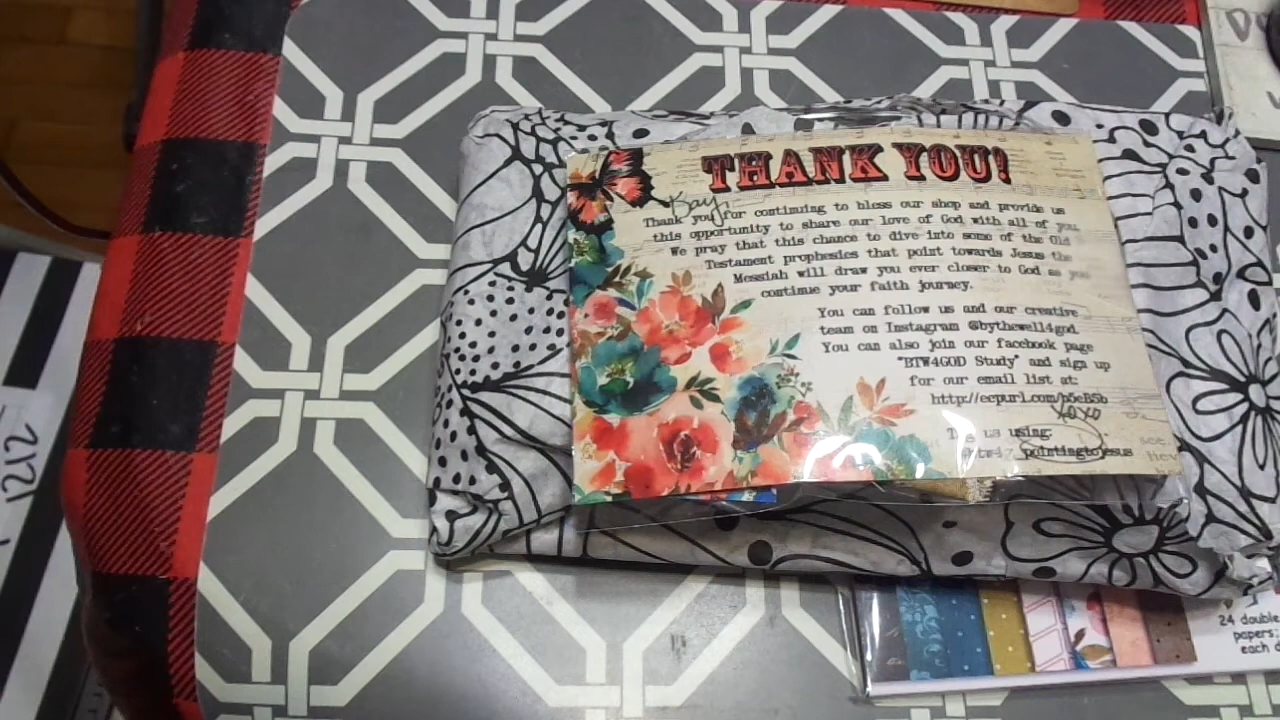 THANK YOU!
Kay,
Thank you for continuing to bless our shop and provide us
this opportunity to share our love of God with all of you.
We pray that this chance to dive into some of the Old
Testament prophesies that point towards Jesus the
Messiah will draw you ever closer to God as you
continue your faith journey.
You can follow us and our creative
team on Instagram @bythewell4god.
You can also join our facebook page
"BTW4GOD Study" and sign up
for our email list at:
http://eepurl.com/p5eB5b
xoxo
us using:
pointingtojesus
1212
24 double
papers:
each d